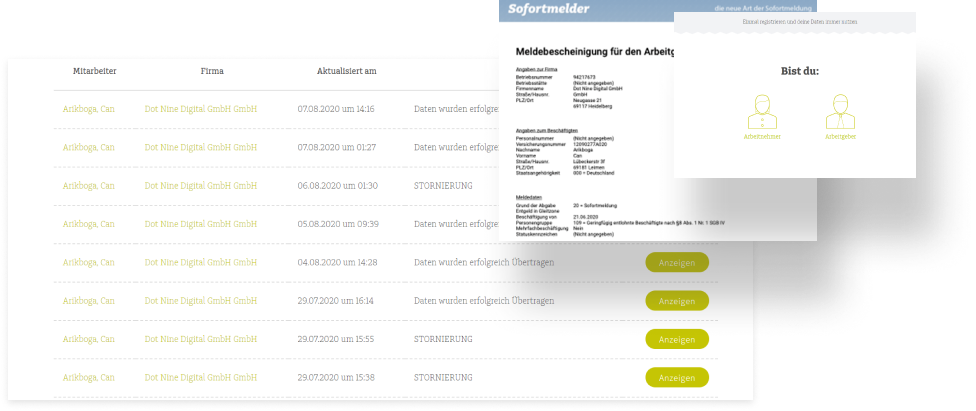 Sofortmelder
die neue Art der Sofortmeldung
Einmal registrieren und deine Daten immer nutzen
Meldebescheinigung für den Arbeitg
Bist du:
Arbeitnehmer
Arbeitgeber
Angaben zur Firma
Betriebsnummer 94217673
Betriebsstätte (Nicht angegeben)
Firmenname Dot Nine Digital GmbH
Straße/Hausnr. GmbH
PLZ/Ort Neugasse 21
69117 Heidelberg
Angaben zum Beschäftigten
Personalnummer (Nicht angegeben)
Versicherungsnummer 12090277A020
Nachname Arikboga
Vorname Can
Straße/Hausnr. Lübeckerstr 3f
PLZ/Ort 69181 Leimen
Staatsangehörigkeit 000 = Deutschland
Meldedaten
Grund der Abgabe 20 = Sofortmeldung
Entgeld in Gleitzone
Beschäftigung von 21.06.2020
Personengruppe 109 = Geringfügig entlohnte Beschäftigte nach §8 Abs. 1 Nr. 1 SGB IV
Mehrfachbeschäftigung Nein
Statuskennzeichen (Nicht angegeben)
Mitarbeiter Firma Aktualisiert am
Arikboga, Can Dot Nine Digital GmbH GmbH 07.08.2020 um 14:16 Daten wurden erfolgre
Arikboga, Can Dot Nine Digital GmbH GmbH 07.08.2020 um 01:27 Daten wurden erfolgre
Arikboga, Can Dot Nine Digital GmbH GmbH 06.08.2020 um 01:30 STORNIERUNG
Arikboga, Can Dot Nine Digital GmbH GmbH 05.08.2020 um 09:39 Daten wurden erfolgre
Arikboga, Can Dot Nine Digital GmbH GmbH 04.08.2020 um 14:28 Daten wurden erfolgreich Übertragen Anzeigen
Arikboga, Can Dot Nine Digital GmbH GmbH 29.07.2020 um 16:14 Daten wurden erfolgreich Übertragen Anzeigen
Arikboga, Can Dot Nine Digital GmbH GmbH 29.07.2020 um 15:55 STORNIERUNG Anzeigen
Arikboga, Can Dot Nine Digital GmbH GmbH 29.07.2020 um 15:38 STORNIERUNG Anzeigen